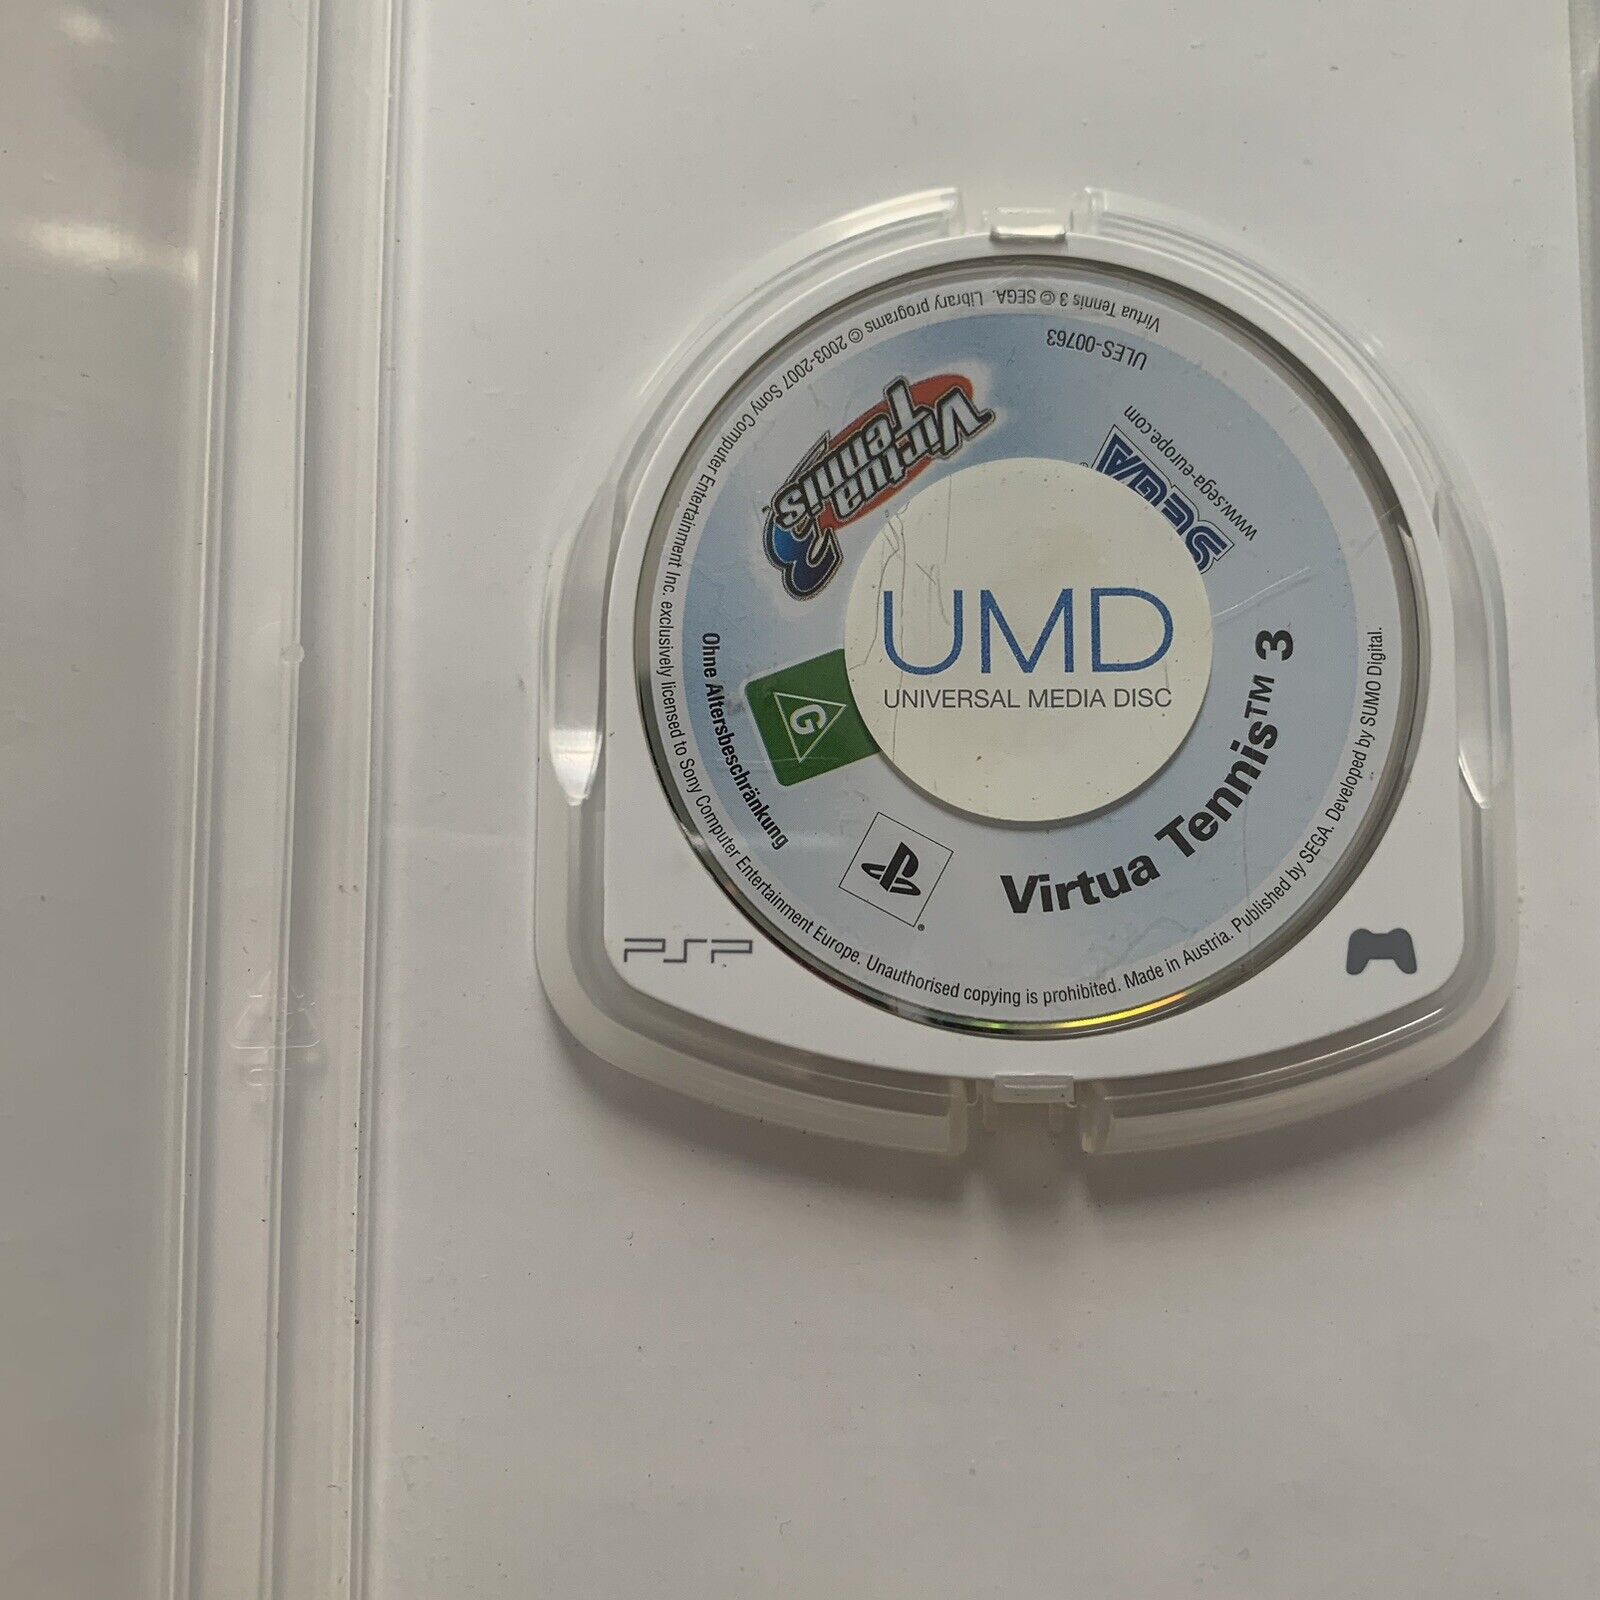 Virtua Tennis 3 © SEGA. Library programs © 2003-2007 Sony Computer Entertainment Inc. exclusively licensed to Sony Computer Entertainment Europe. Unauthorised copying is prohibited. Made in Austria. Published by SEGA. Developed by SUMO Digital.
ULES-00763
Virtua
Tennis
3
SEGA
www.sega-europe.com
UMD
UNIVERSAL MEDIA DISC
Ohne Altersbeschränkung
G
Virtua Tennis™ 3
PSP